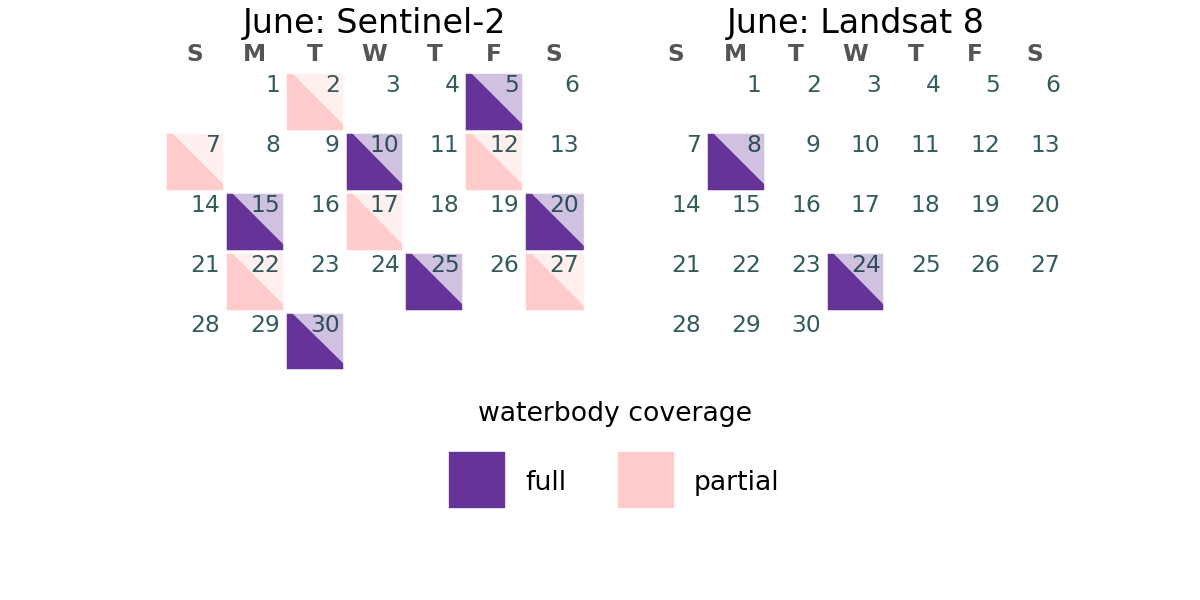 June: Sentinel-2
S M T W T F S
1 2 3 4 5 6
7 8 9 10 11 12 13
14 15 16 17 18 19 20
21 22 23 24 25 26 27
28 29 30
June: Landsat 8
S M T W T F S
1 2 3 4 5 6
7 8 9 10 11 12 13
14 15 16 17 18 19 20
21 22 23 24 25 26 27
28 29 30
waterbody coverage
full partial